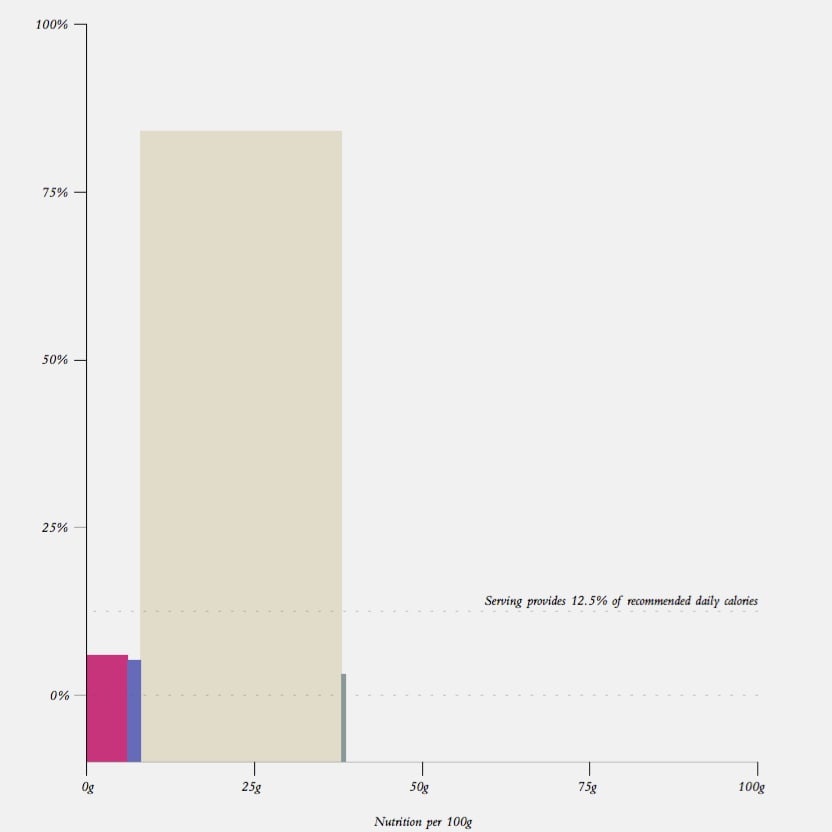 100%
75%
50%
25%
Serving provides 12.5% of recommended daily calories
0%
0g 25g 50g 75g 100g
Nutrition per 100g